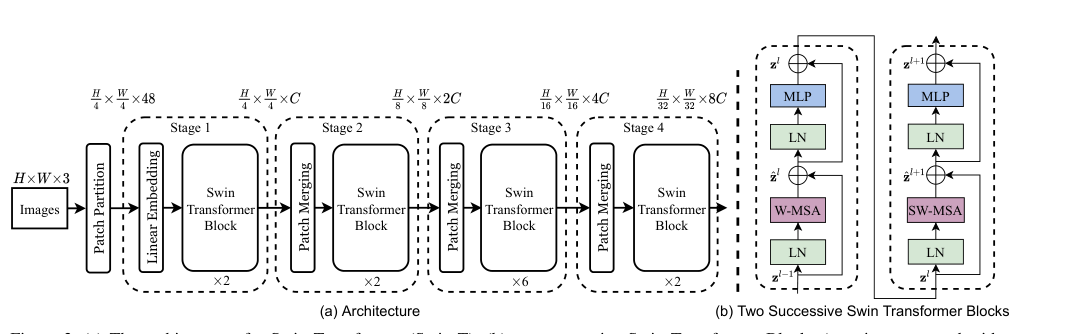 H/4 × W/4 × 48
H/4 × W/4 × C
H/8 × W/8 × 2C
H/16 × W/16 × 4C
H/32 × W/32 × 8C
Stage 1
Stage 2
Stage 3
Stage 4
H×W×3
Images
Patch Partition
Linear Embedding
Swin
Transformer
Block
×2
Patch Merging
Swin
Transformer
Block
×2
Patch Merging
Swin
Transformer
Block
×6
Patch Merging
Swin
Transformer
Block
×2
(a) Architecture
z^l
MLP
LN
ẑ^l
W-MSA
LN
z^{l-1}
z^{l+1}
MLP
LN
ẑ^{l+1}
SW-MSA
LN
z^l
(b) Two Successive Swin Transformer Blocks